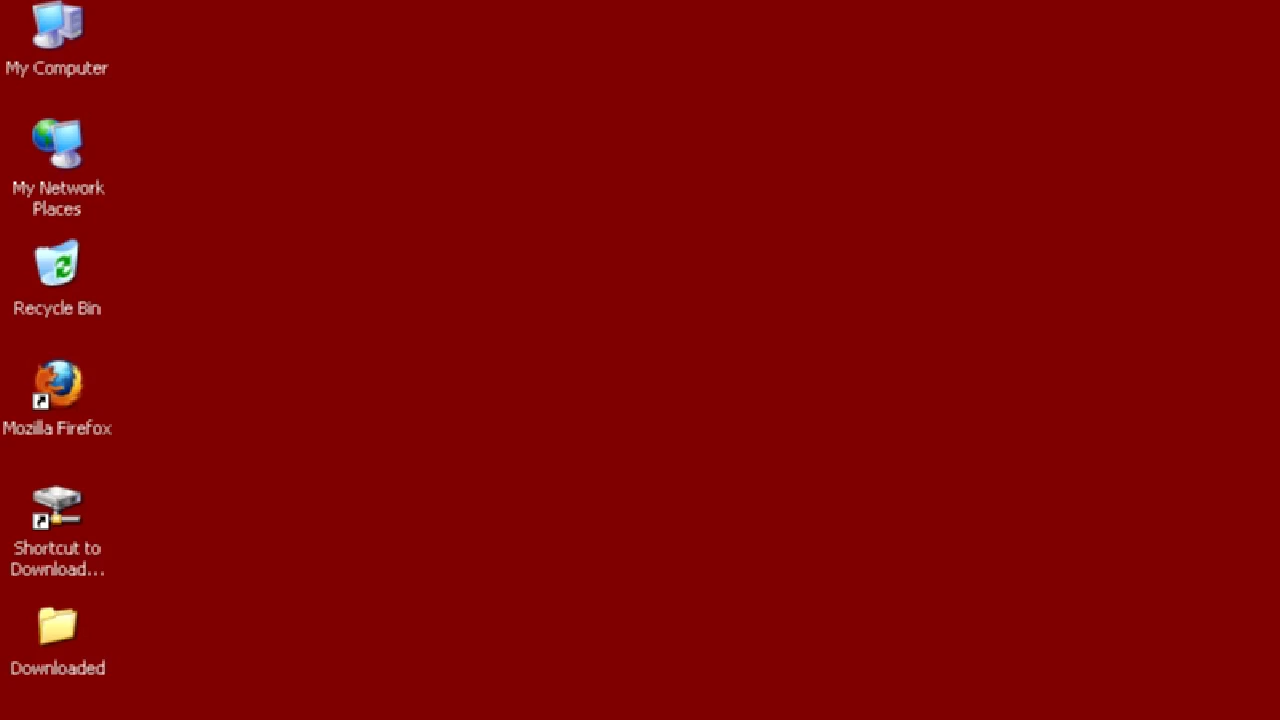 My Computer
My Network
Places
Recycle Bin
Mozilla Firefox
Shortcut to
Download...
Downloaded